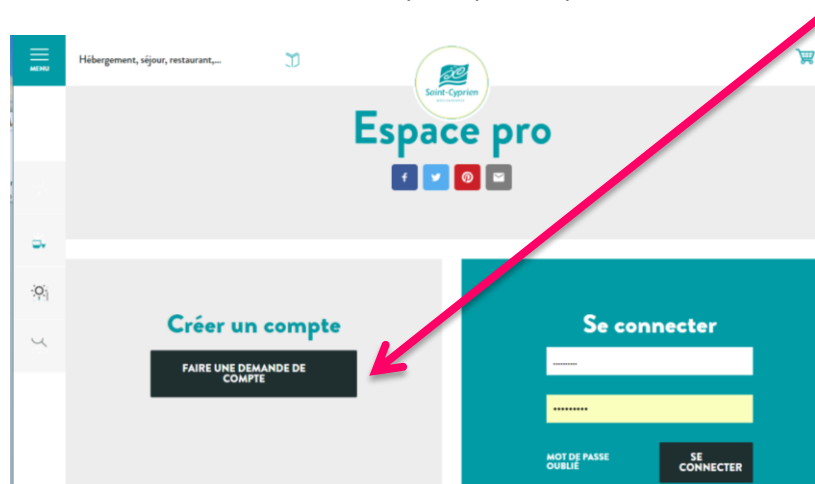 MENU
Hébergement, séjour, restaurant,...
Saint-Cyprien
Espace pro
Créer un compte
FAIRE UNE DEMANDE DE
COMPTE
Se connecter
MOT DE PASSE
OUBLIÉ
SE
CONNECTER